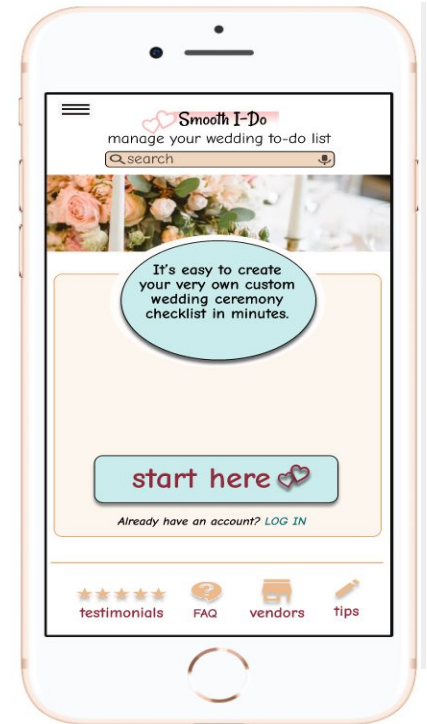 Smooth I-Do
manage your wedding to-do list
search
It's easy to create
your very own custom
wedding ceremony
checklist in minutes.
start here
Already have an account? LOG IN
testimonials FAQ vendors tips